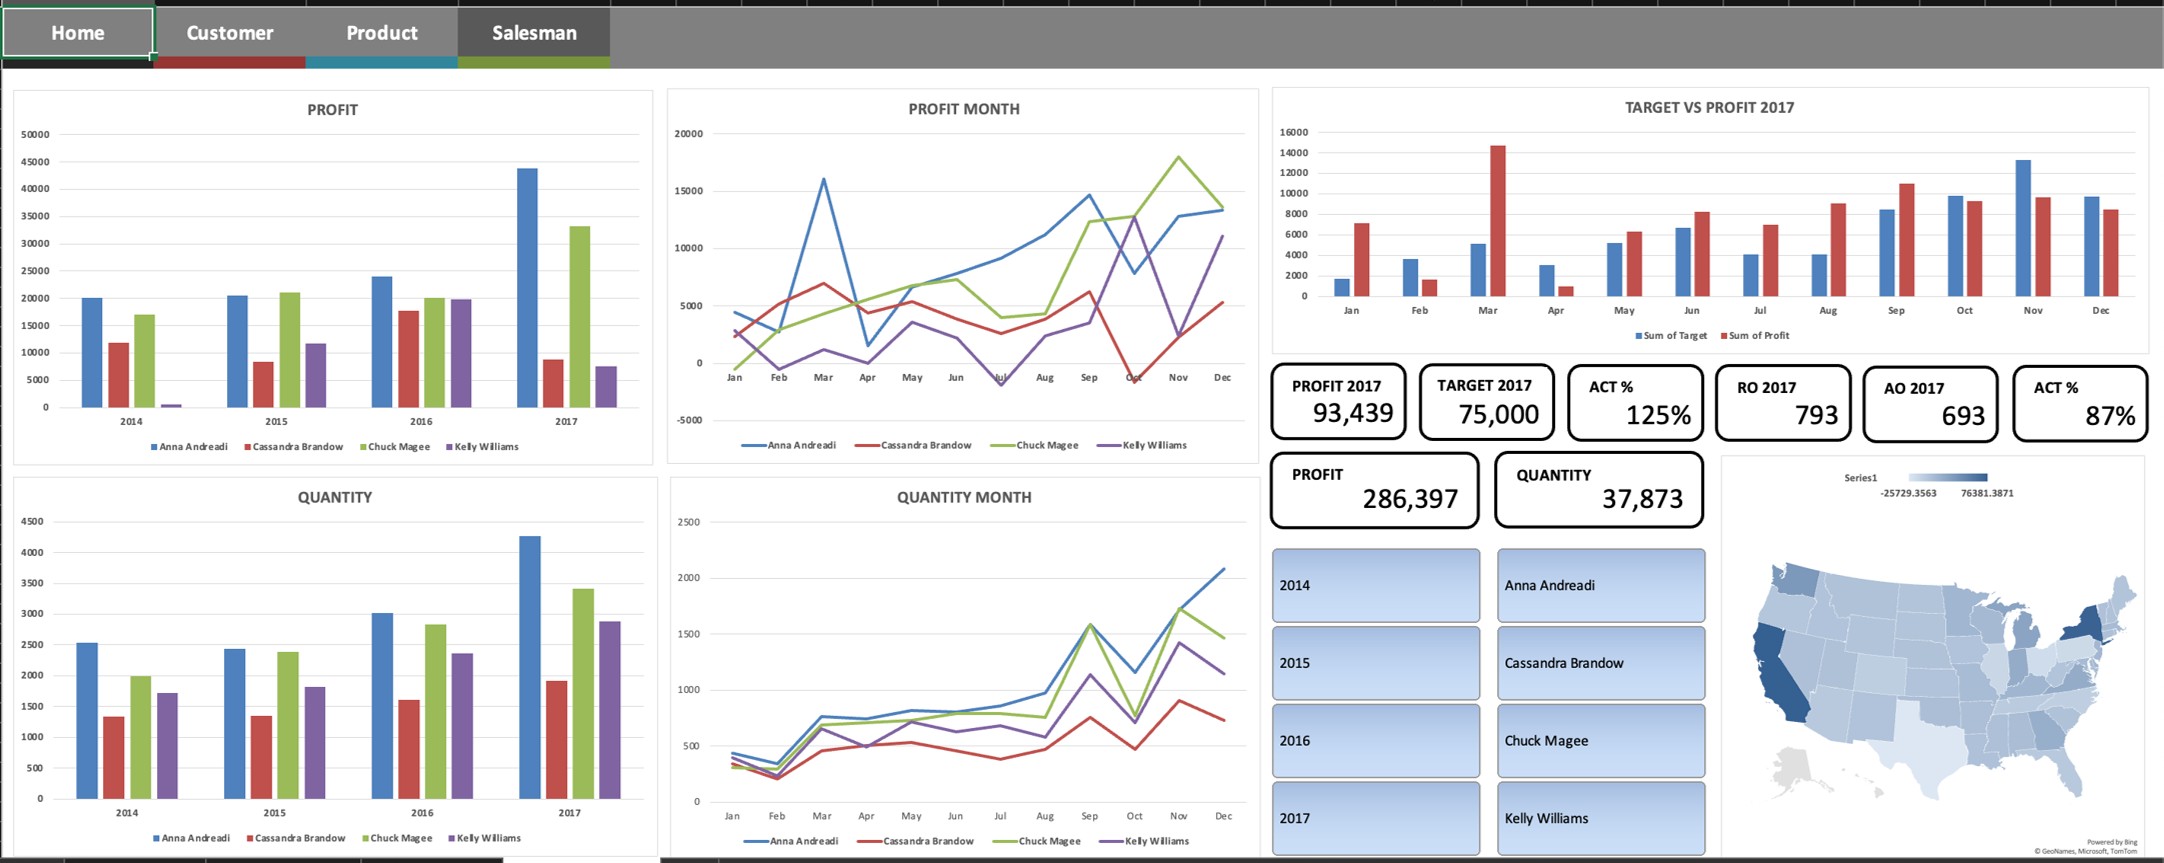 Home Customer Product Salesman
PROFIT
50000
45000
40000
35000
30000
25000
20000
15000
10000
5000
0
2014 2015 2016 2017
Anna Andreadi Cassandra Brandow Chuck Magee Kelly Williams
PROFIT MONTH
20000
15000
10000
5000
0
Jan Feb Mar Apr May Jun Jul Aug Sep Oct Nov Dec
-5000
Anna Andreadi Cassandra Brandow Chuck Magee Kelly Williams
TARGET VS PROFIT 2017
16000
14000
12000
10000
8000
6000
4000
2000
0
Jan Feb Mar Apr May Jun Jul Aug Sep Oct Nov Dec
Sum of Target Sum of Profit
PROFIT 2017
93,439
TARGET 2017
75,000
ACT %
125%
RO 2017
793
AO 2017
693
ACT %
87%
PROFIT
286,397
QUANTITY
37,873
QUANTITY
4500
4000
3500
3000
2500
2000
1500
1000
500
0
2014 2015 2016 2017
Anna Andreadi Cassandra Brandow Chuck Magee Kelly Williams
QUANTITY MONTH
2500
2000
1500
1000
500
0
Jan Feb Mar Apr May Jun Jul Aug Sep Oct Nov Dec
Anna Andreadi Cassandra Brandow Chuck Magee Kelly Williams
2014
2015
2016
2017
Anna Andreadi
Cassandra Brandow
Chuck Magee
Kelly Williams
Series1
-25729.3563 76381.3871
Powered by Bing
© GeoNames, Microsoft, TomTom